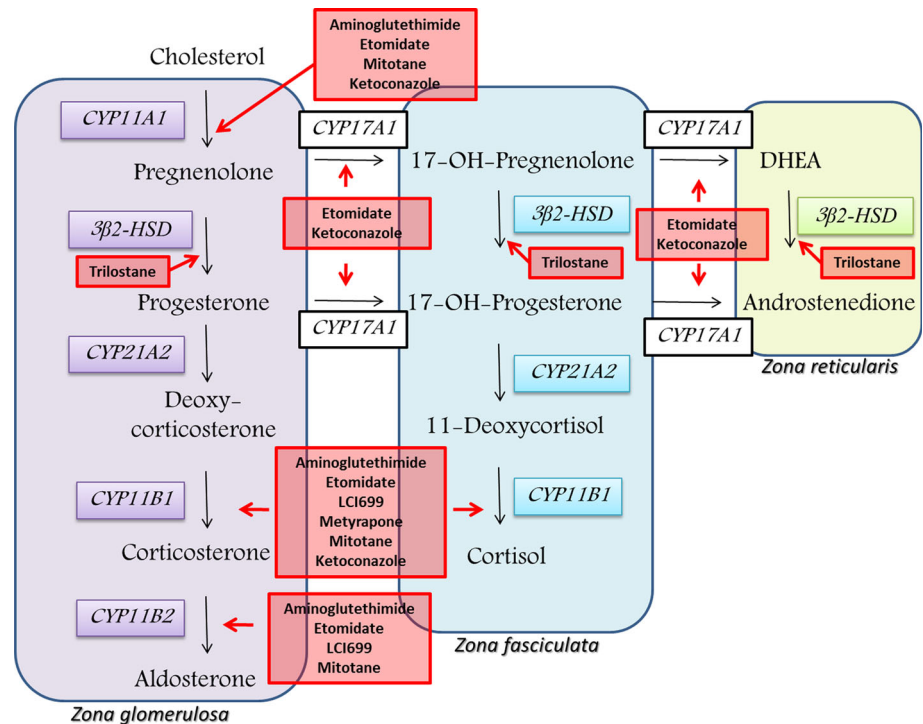 Cholesterol
Aminoglutethimide
Etomidate
Mitotane
Ketoconazole
CYP11A1
Pregnenolone
3β2-HSD
Trilostane
Progesterone
CYP21A2
Deoxy-
corticosterone
CYP11B1
Corticosterone
CYP11B2
Aldosterone
Zona glomerulosa
CYP17A1
Etomidate
Ketoconazole
CYP17A1
Aminoglutethimide
Etomidate
LCI699
Metyrapone
Mitotane
Ketoconazole
Aminoglutethimide
Etomidate
LCI699
Mitotane
17-OH-Pregnenolone
3β2-HSD
Trilostane
17-OH-Progesterone
CYP21A2
11-Deoxycortisol
CYP11B1
Cortisol
Zona fasciculata
CYP17A1
Etomidate
Ketoconazole
CYP17A1
DHEA
3β2-HSD
Trilostane
Androstenedione
Zona reticularis